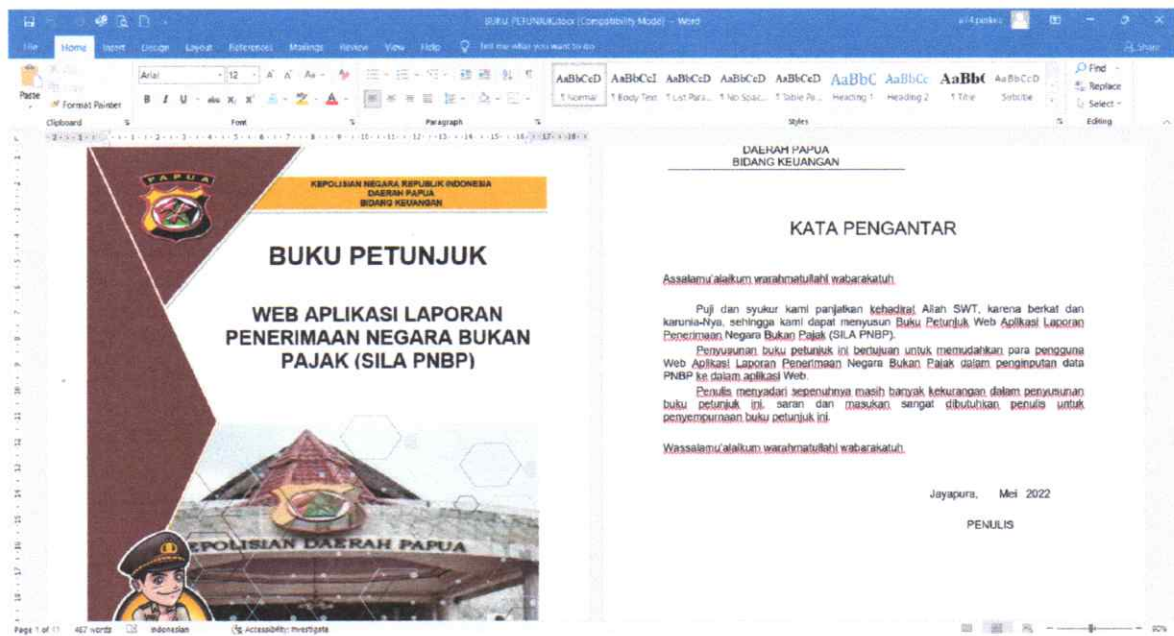 BUKU PETUNJUK.docx [Compatibility Mode] - Word
File Home Insert Design Layout References Mailings Review View Help Tell me what you want to do
Share
Paste
Format Painter
Clipboard
Arial 12
Font
Paragraph
AaBbCcD AaBbCcI AaBbCcD AaBbCcD AaBbCcD AaBbC AaBbCc AaBb( AaBbCcD
¶ Normal ¶ Body Text ¶ List Para... ¶ No Spac... ¶ Table Pa... Heading 1 Heading 2 ¶ Title Subtitle
Styles
Find
Replace
Select
Editing
PAPUA
KEPOLISIAN NEGARA REPUBLIK INDONESIA
DAERAH PAPUA
BIDANG KEUANGAN
BUKU PETUNJUK
WEB APLIKASI LAPORAN
PENERIMAAN NEGARA BUKAN
PAJAK (SILA PNBP)
KEPOLISIAN DAERAH PAPUA
DAERAH PAPUA
BIDANG KEUANGAN
KATA PENGANTAR
Assalamu'alaikum warahmatullahi wabarakatuh
Puji dan syukur kami panjatkan kehadirat Allah SWT, karena berkat dan
karunia-Nya, sehingga kami dapat menyusun Buku Petunjuk Web Aplikasi Laporan
Penerimaan Negara Bukan Pajak (SILA PNBP).
Penyusunan buku petunjuk ini bertujuan untuk memudahkan para pengguna
Web Aplikasi Laporan Penerimaan Negara Bukan Pajak dalam penginputan data
PNBP ke dalam aplikasi Web.
Penulis menyadari sepenuhnya masih banyak kekurangan dalam penyusunan
buku petunjuk ini, saran dan masukan sangat dibutuhkan penulis untuk
penyempurnaan buku petunjuk ini.
Wassalamu'alaikum warahmatullahi wabarakatuh
Jayapura, Mei 2022
PENULIS
Page 1 of 11 487 words Indonesian Accessibility: Investigate